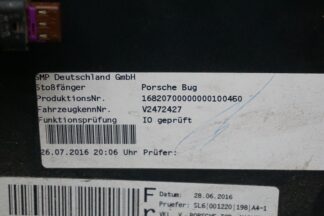 SMP Deutschland GmbH
Stoßfänger Porsche Bug
ProduktionsNr. 16820700000000100460
FahrzeugkennNr. V2472427
Funktionsprüfung IO geprüft
26.07.2016 20:06 Uhr Prüfer:
Datum: 28.06.2016
Pruefer: SL6|001220|198|A4-1